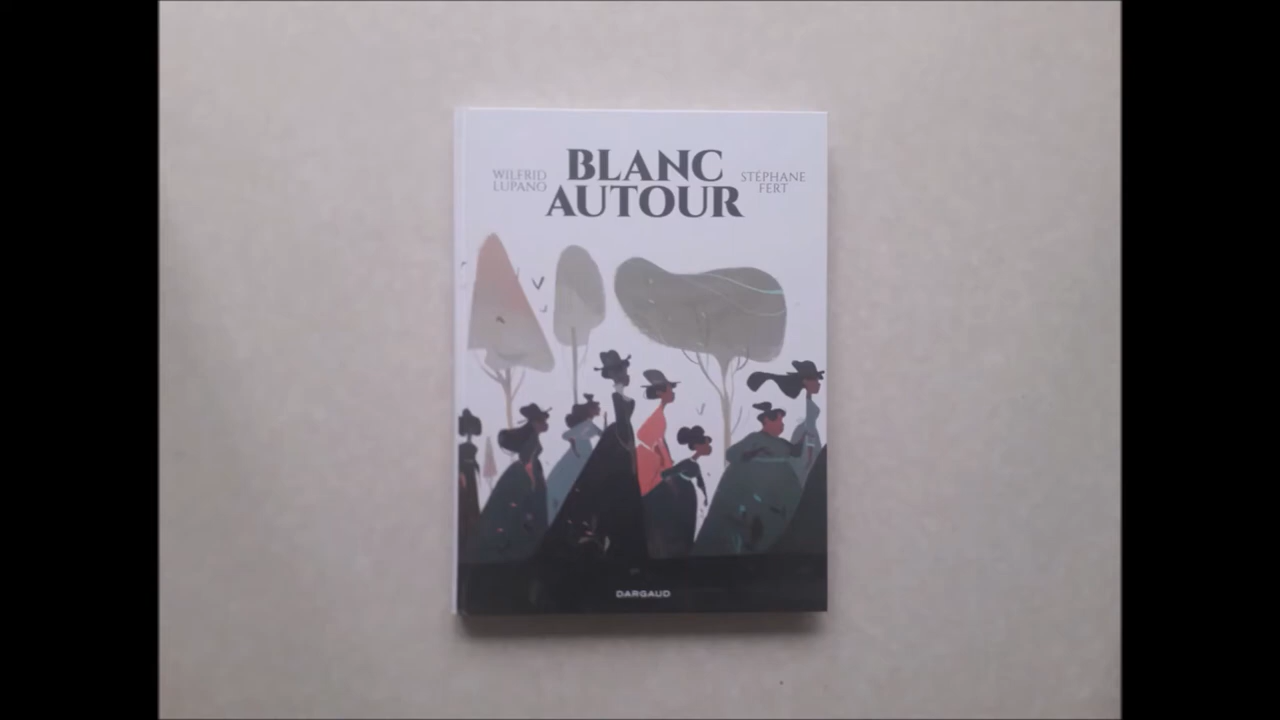 BLANC
AUTOUR
WILFRID
LUPANO
STÉPHANE
FERT
DARGAUD